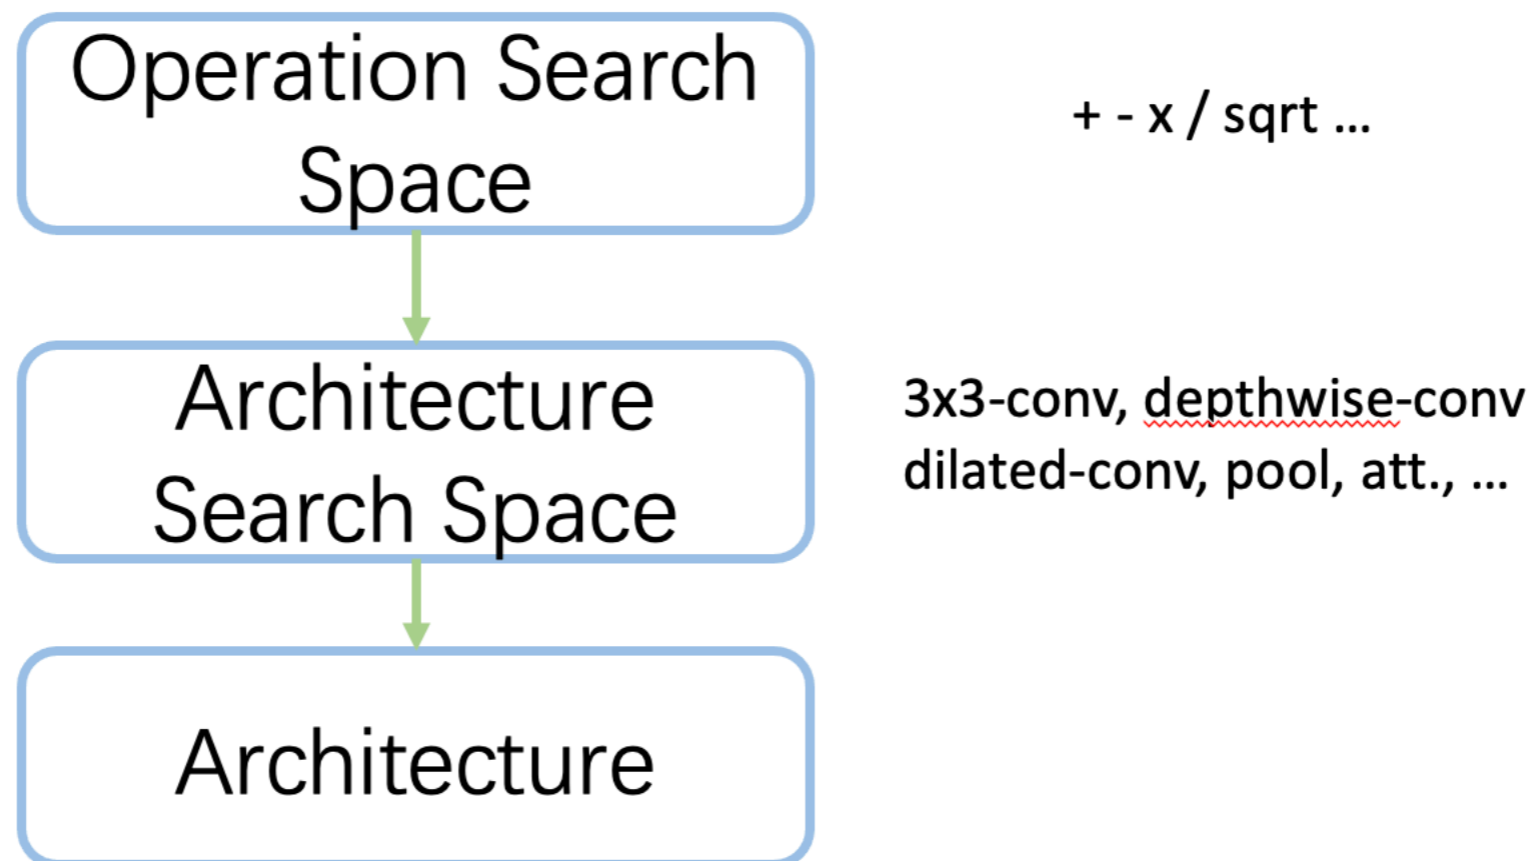 Operation Search
Space
+ - x / sqrt ...
Architecture
Search Space
3x3-conv, depthwise-conv
dilated-conv, pool, att., ...
Architecture